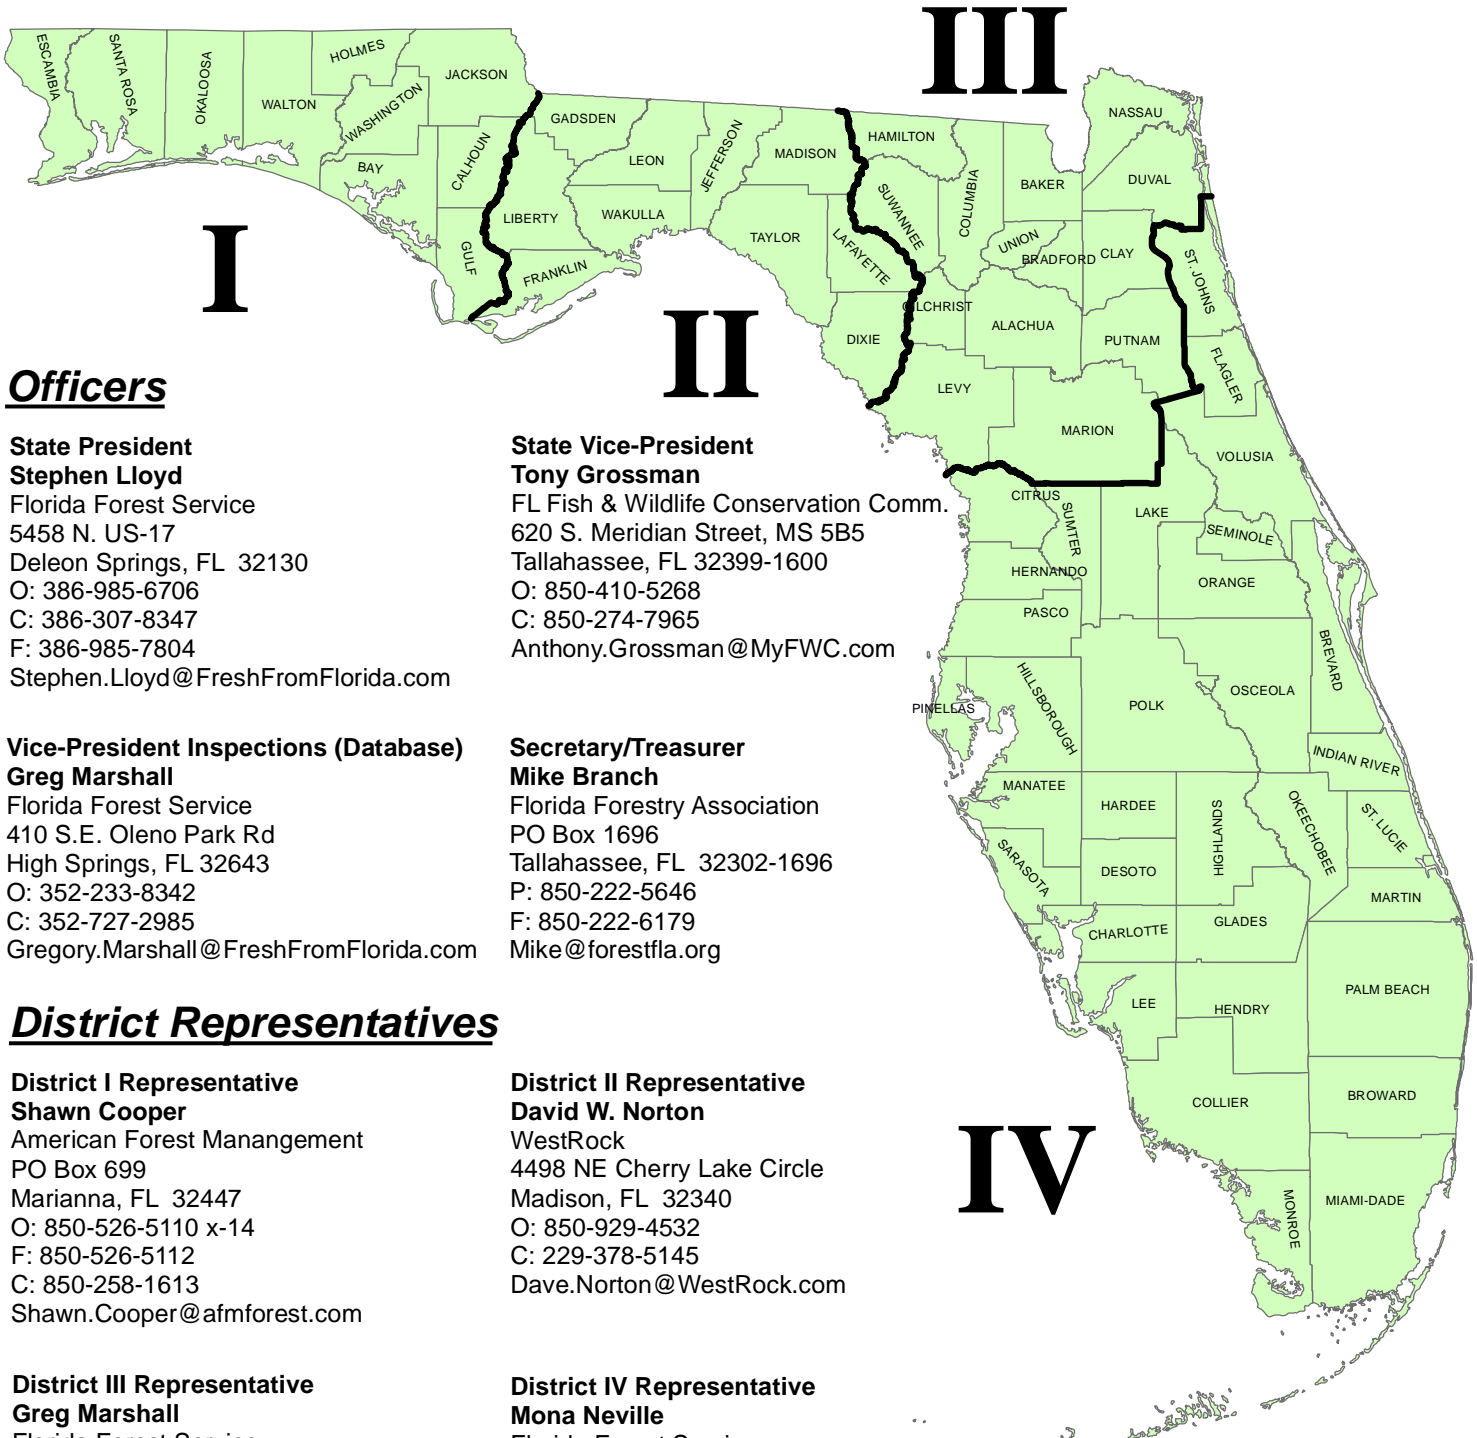 III
ESCAMBIA
SANTA ROSA
OKALOOSA
WALTON
HOLMES
WASHINGTON
JACKSON
BAY
CALHOUN
GULF
GADSDEN
LIBERTY
FRANKLIN
LEON
WAKULLA
JEFFERSON
MADISON
TAYLOR
LAFAYETTE
DIXIE
HAMILTON
SUWANNEE
COLUMBIA
BAKER
NASSAU
DUVAL
UNION
BRADFORD
CLAY
ST. JOHNS
GILCHRIST
ALACHUA
PUTNAM
FLAGLER
LEVY
MARION
VOLUSIA
CITRUS
SUMTER
LAKE
SEMINOLE
HERNANDO
ORANGE
PASCO
BREVARD
HILLSBOROUGH
PINELLAS
POLK
OSCEOLA
INDIAN RIVER
MANATEE
HARDEE
HIGHLANDS
OKEECHOBEE
ST. LUCIE
SARASOTA
DESOTO
MARTIN
CHARLOTTE
GLADES
LEE
HENDRY
PALM BEACH
COLLIER
BROWARD
MONROE
MIAMI-DADE
I
II
IV
Officers
State President
Stephen Lloyd
Florida Forest Service
5458 N. US-17
Deleon Springs, FL 32130
O: 386-985-6706
C: 386-307-8347
F: 386-985-7804
Stephen.Lloyd@FreshFromFlorida.com
State Vice-President
Tony Grossman
FL Fish & Wildlife Conservation Comm.
620 S. Meridian Street, MS 5B5
Tallahassee, FL 32399-1600
O: 850-410-5268
C: 850-274-7965
Anthony.Grossman@MyFWC.com
Vice-President Inspections (Database)
Greg Marshall
Florida Forest Service
410 S.E. Oleno Park Rd
High Springs, FL 32643
O: 352-233-8342
C: 352-727-2985
Gregory.Marshall@FreshFromFlorida.com
Secretary/Treasurer
Mike Branch
Florida Forestry Association
PO Box 1696
Tallahassee, FL 32302-1696
P: 850-222-5646
F: 850-222-6179
Mike@forestfla.org
District Representatives
District I Representative
Shawn Cooper
American Forest Manangement
PO Box 699
Marianna, FL 32447
O: 850-526-5110 x-14
F: 850-526-5112
C: 850-258-1613
Shawn.Cooper@afmforest.com
District II Representative
David W. Norton
WestRock
4498 NE Cherry Lake Circle
Madison, FL 32340
O: 850-929-4532
C: 229-378-5145
Dave.Norton@WestRock.com
District III Representative
Greg Marshall
Florida Forest Service
District IV Representative
Mona Neville
Florida Forest Service